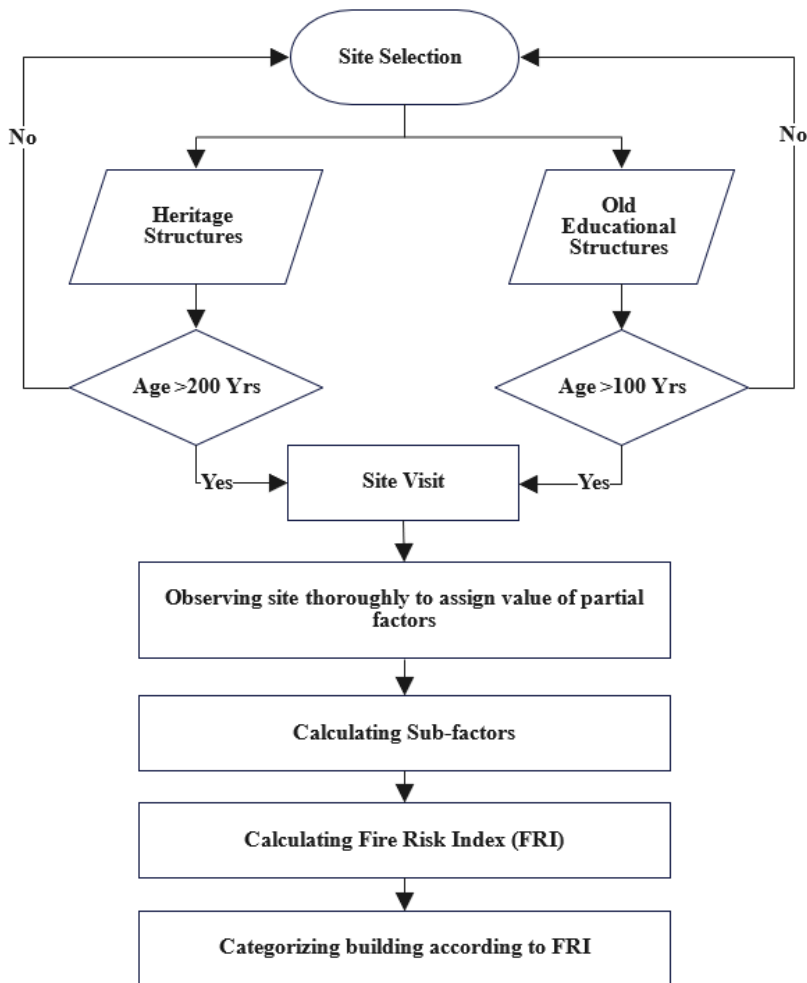 Site Selection
No
No
Heritage
Structures
Old
Educational
Structures
Age >200 Yrs
Age >100 Yrs
Yes
Site Visit
Yes
Observing site thoroughly to assign value of partial
factors
Calculating Sub-factors
Calculating Fire Risk Index (FRI)
Categorizing building according to FRI